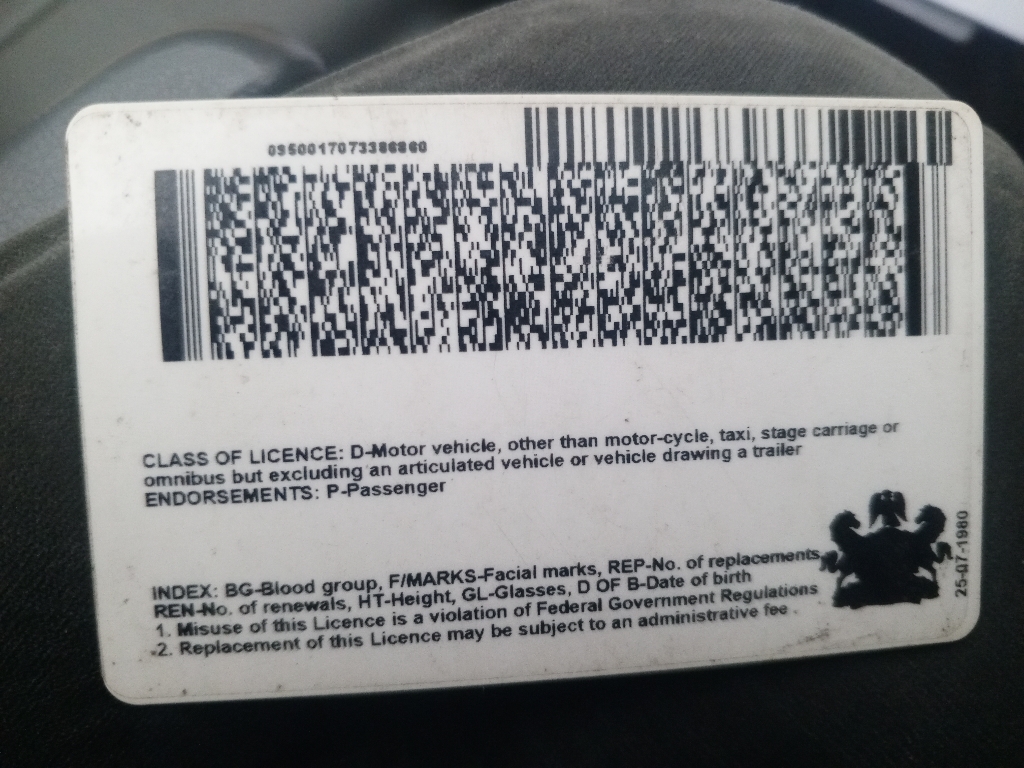 0950017073386860
CLASS OF LICENCE: D-Motor vehicle, other than motor-cycle, taxi, stage carriage or
omnibus but excluding an articulated vehicle or vehicle drawing a trailer
ENDORSEMENTS: P-Passenger
INDEX: BG-Blood group, F/MARKS-Facial marks, REP-No. of replacements,
REN-No. of renewals, HT-Height, GL-Glasses, D OF B-Date of birth
1. Misuse of this Licence is a violation of Federal Government Regulations
2. Replacement of this Licence may be subject to an administrative fee .
25-07-1980